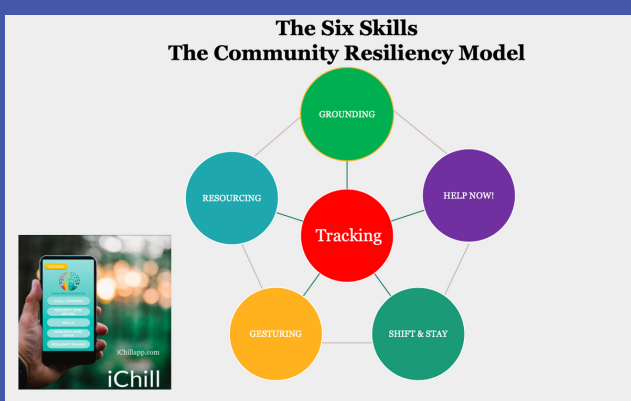 The Six Skills
The Community Resiliency Model
GROUNDING
RESOURCING
HELP NOW!
Tracking
GESTURING
SHIFT & STAY
iChillapp.com
iChill